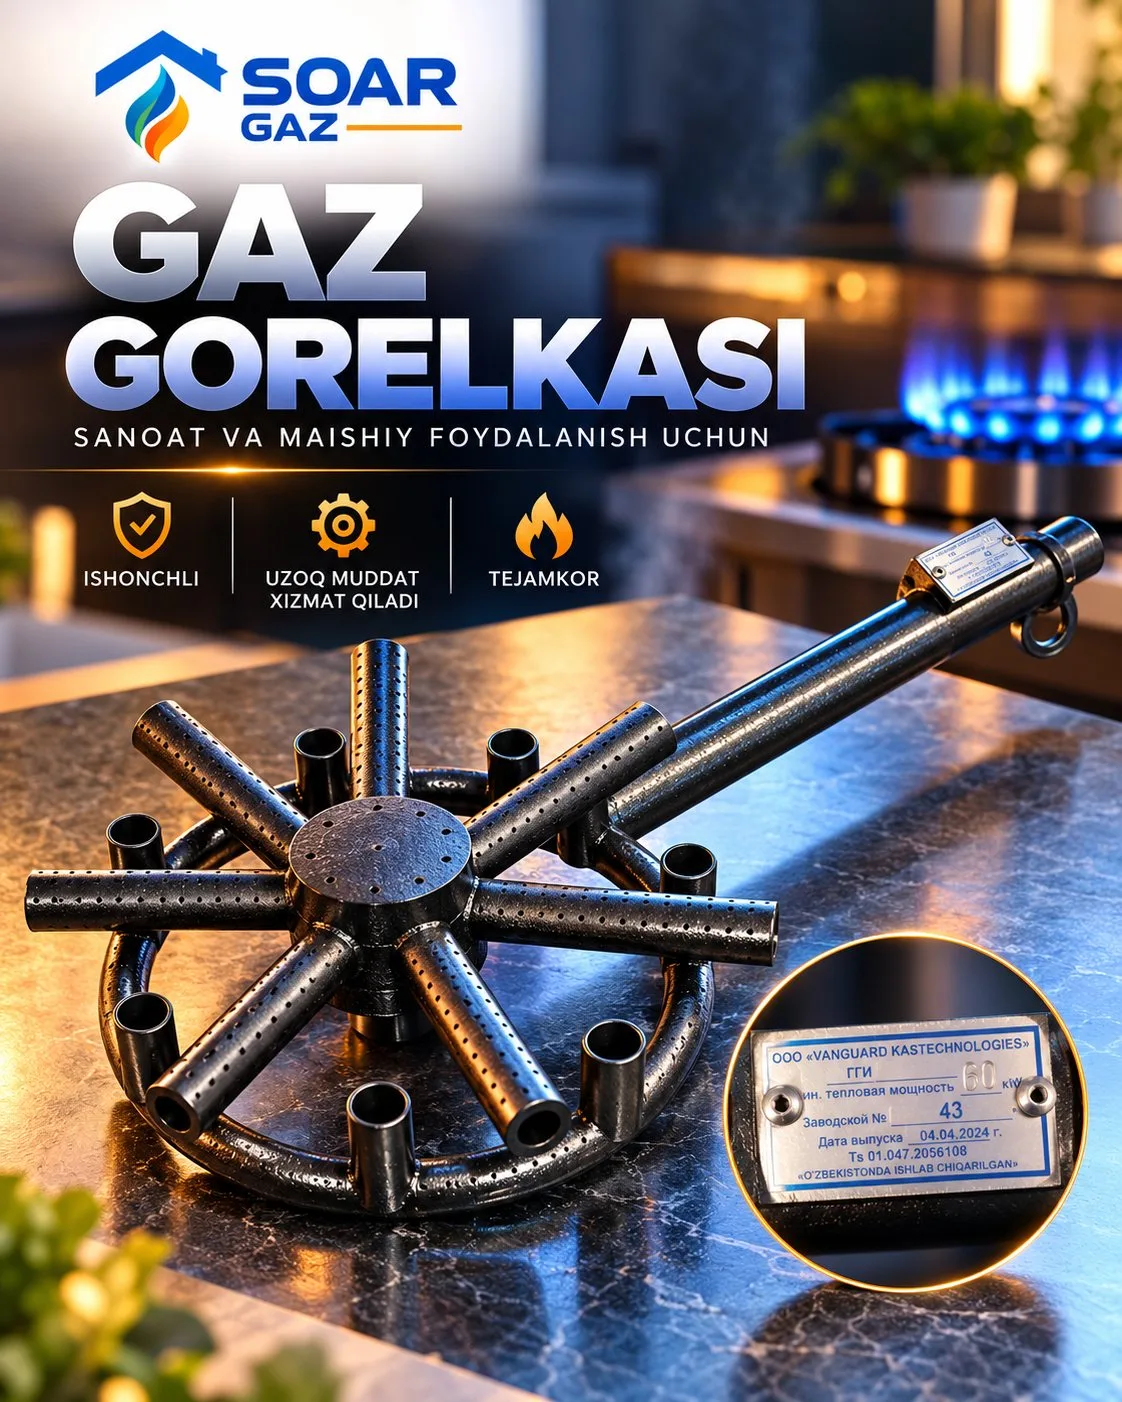 SOAR
GAZ
GAZ
GORELKASI
SANOAT VA MAISHIY FOYDALANISH UCHUN
ISHONCHLI
UZOQ MUDDAT
XIZMAT QILADI
TEJAMKOR
ООО «VANGUARD KASTECHNOLOGIES»
ГГИ
ин. тепловая мощность 60 kW
Заводской № 43
Дата выпуска 04.04.2024 г.
Ts 01.047.2056108
«O'ZBEKISTONDA ISHLAB CHIQARILGAN»